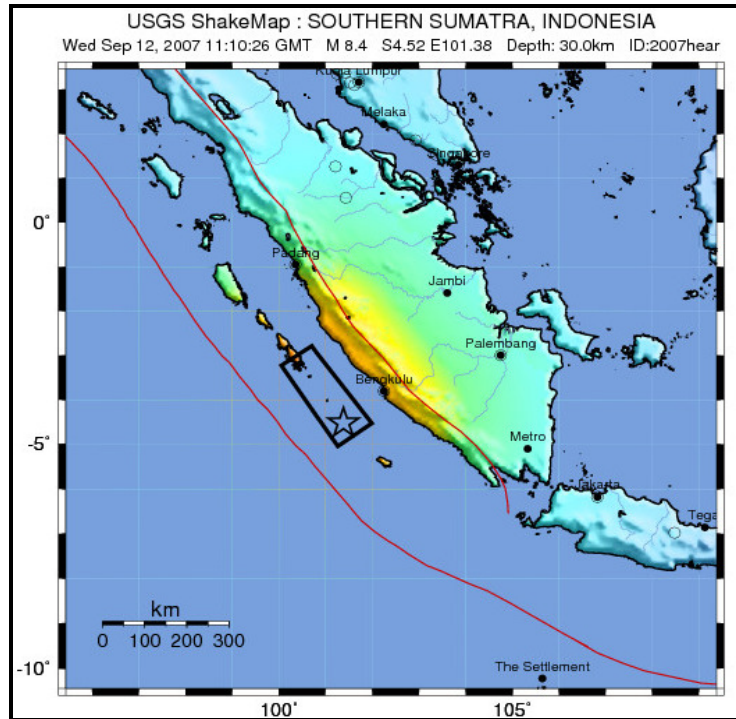 USGS ShakeMap : SOUTHERN SUMATRA, INDONESIA
Wed Sep 12, 2007 11:10:26 GMT M 8.4 S4.52 E101.38 Depth: 30.0km ID:2007hear
Kuala Lumpur
Melaka
Singapore
0°
Padang
Jambi
Palembang
Bengkulu
-5°
Metro
Jakarta
Tega
km
0 100 200 300
-10°
The Settlement
100°
105°